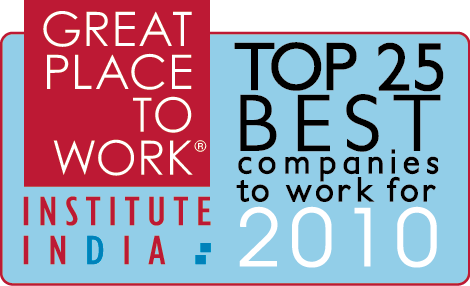 GREAT
PLACE
TO
WORK®
INSTITUTE
INDIA
TOP 25
BEST
companies
to work for
2010